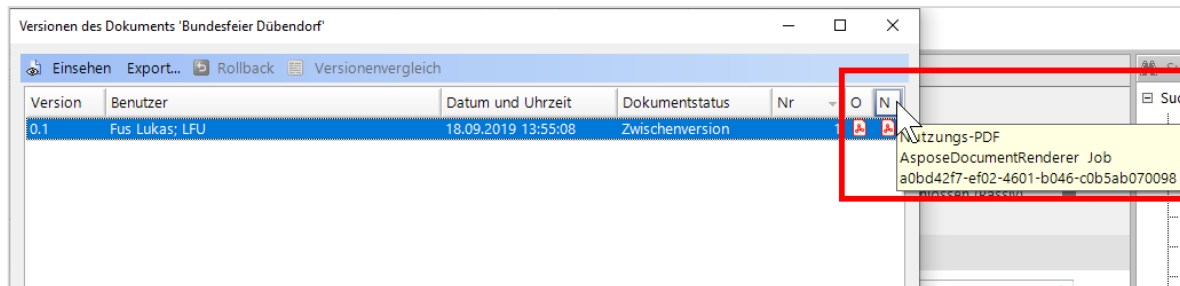 Versionen des Dokuments 'Bundesfeier Dübendorf'
Einsehen Export... Rollback Versionenvergleich
Version Benutzer Datum und Uhrzeit Dokumentstatus Nr O N
0.1 Fus Lukas; LFU 18.09.2019 13:55:08 Zwischenversion 1
Nutzungs-PDF
AsposeDocumentRenderer Job
a0bd42f7-ef02-4601-b046-c0b5ab070098